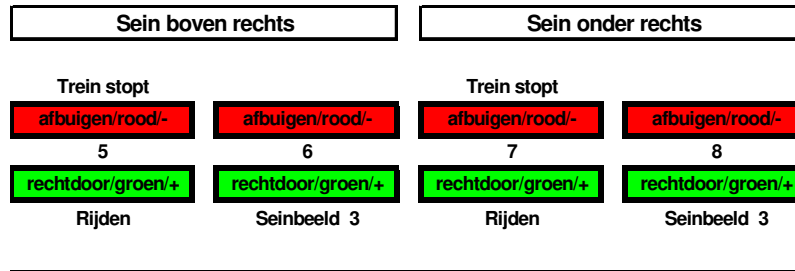 Sein boven rechts Sein onder rechts
Trein stopt Trein stopt
afbuigen/rood/- afbuigen/rood/- afbuigen/rood/- afbuigen/rood/-
5 6 7 8
rechtdoor/groen/+ rechtdoor/groen/+ rechtdoor/groen/+ rechtdoor/groen/+
Rijden Seinbeeld 3 Rijden Seinbeeld 3